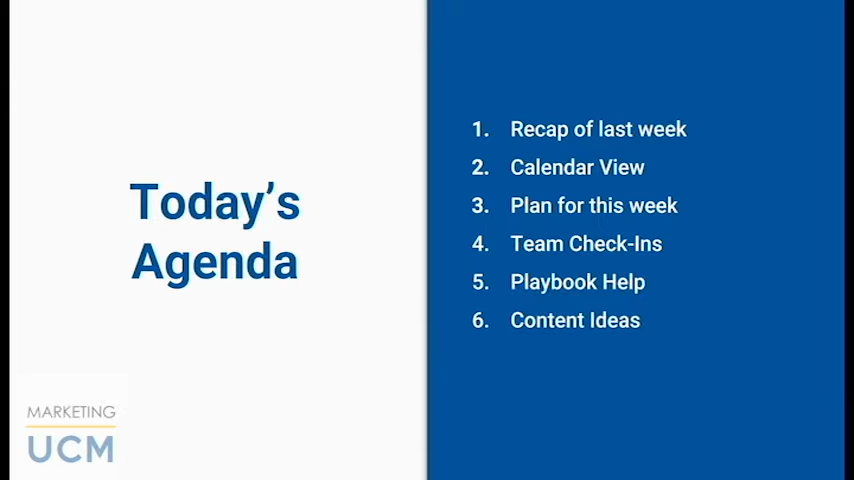 Today’s
Agenda
1. Recap of last week
2. Calendar View
3. Plan for this week
4. Team Check-Ins
5. Playbook Help
6. Content Ideas
MARKETING
UCM